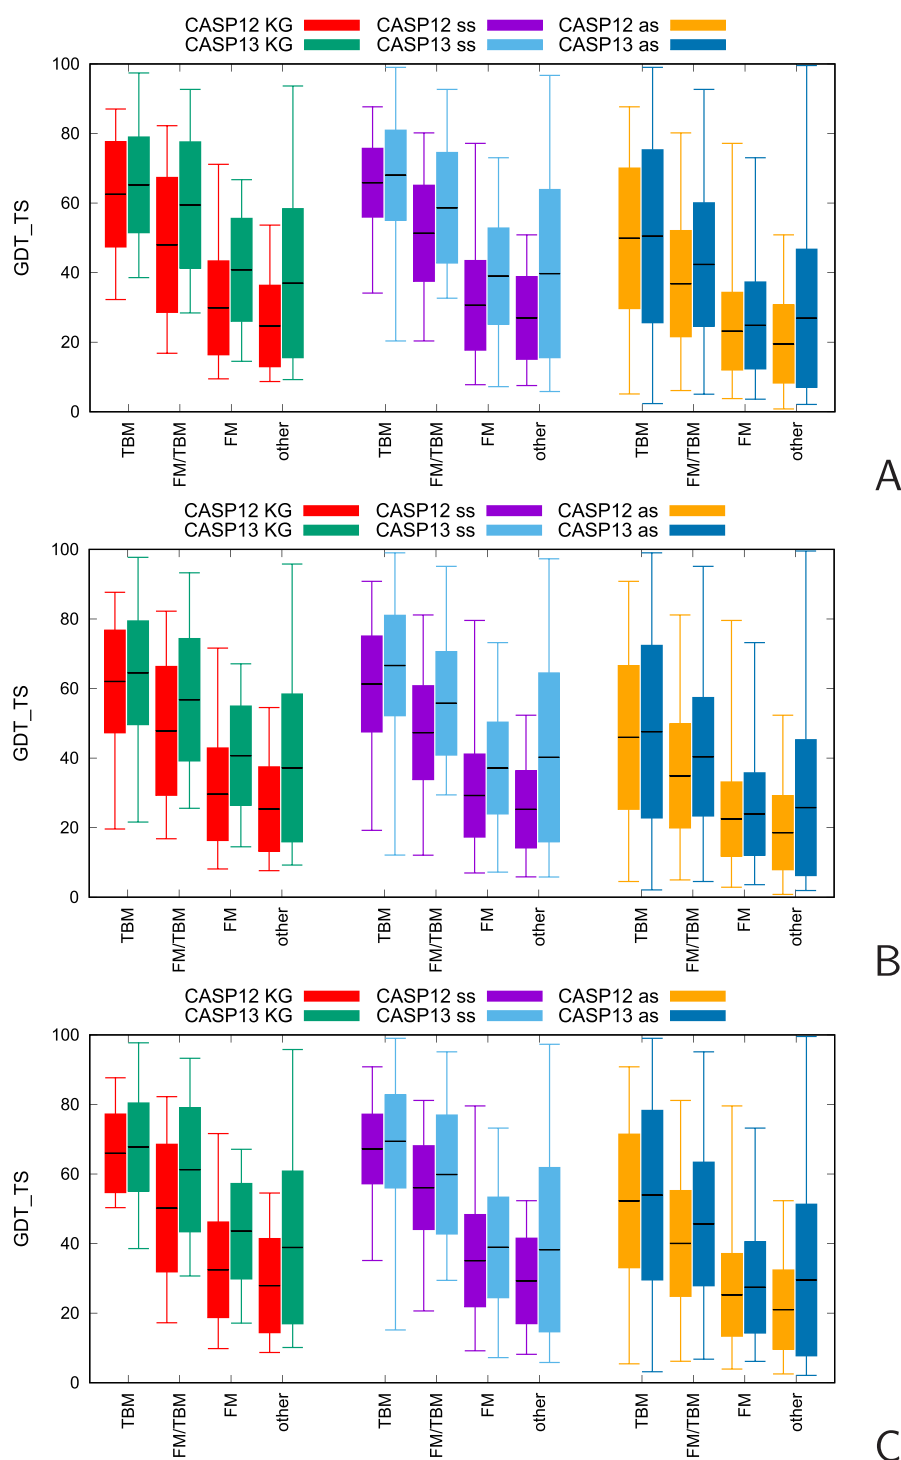 CASP12 KG CASP12 ss CASP12 as
CASP13 KG CASP13 ss CASP13 as
100
80
60
40
20
0
GDT_TS
TBM FM/TBM FM other TBM FM/TBM FM other TBM FM/TBM FM other
A
CASP12 KG CASP12 ss CASP12 as
CASP13 KG CASP13 ss CASP13 as
100
80
60
40
20
0
GDT_TS
TBM FM/TBM FM other TBM FM/TBM FM other TBM FM/TBM FM other
B
CASP12 KG CASP12 ss CASP12 as
CASP13 KG CASP13 ss CASP13 as
100
80
60
40
20
0
GDT_TS
TBM FM/TBM FM other TBM FM/TBM FM other TBM FM/TBM FM other
C